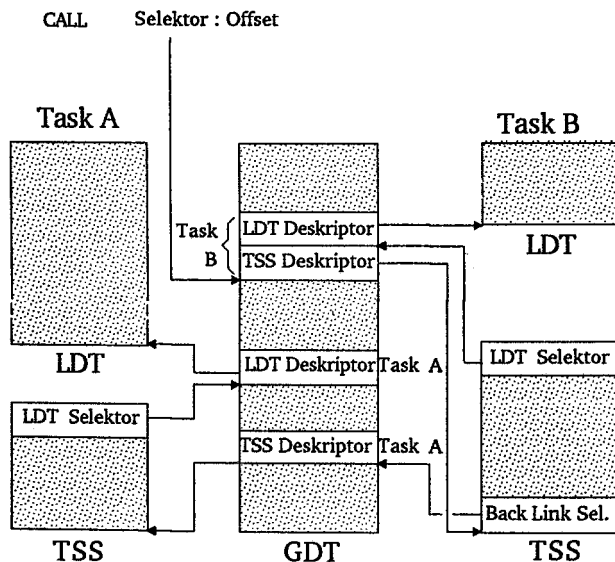 CALL Selektor : Offset
Task A
Task B
Task
B
LDT Deskriptor
TSS Deskriptor
LDT
LDT
LDT Deskriptor Task A
LDT Selektor
LDT Selektor
TSS Deskriptor Task A
Back Link Sel.
TSS
GDT
TSS